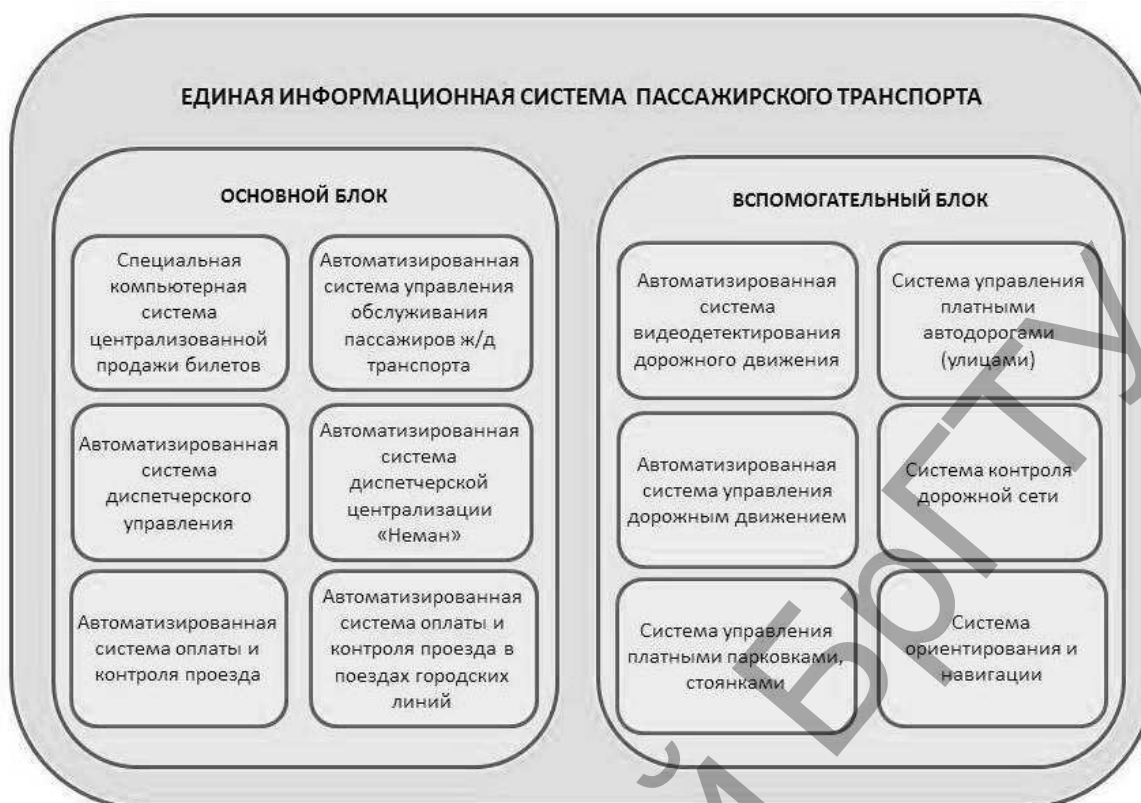 ЕДИНАЯ ИНФОРМАЦИОННАЯ СИСТЕМА ПАССАЖИРСКОГО ТРАНСПОРТА
ОСНОВНОЙ БЛОК
Специальная
компьютерная
система
централизованной
продажи билетов
Автоматизированная
система управления
обслуживания
пассажиров ж/д
транспорта
Автоматизированная
система
диспетчерского
управления
Автоматизированная
система
диспетчерской
централизации
«Неман»
Автоматизированная
система оплаты и
контроля проезда
Автоматизированная
система оплаты и
контроля проезда в
поездах городских
линий
ВСПОМОГАТЕЛЬНЫЙ БЛОК
Автоматизированная
система
видеодетектирования
дорожного движения
Система управления
платными
автодорогами
(улицами)
Автоматизированная
система управления
дорожным движением
Система контроля
дорожной сети
Система управления
платными парковками,
стоянками
Система
ориентирования и
навигации
БрГТУ